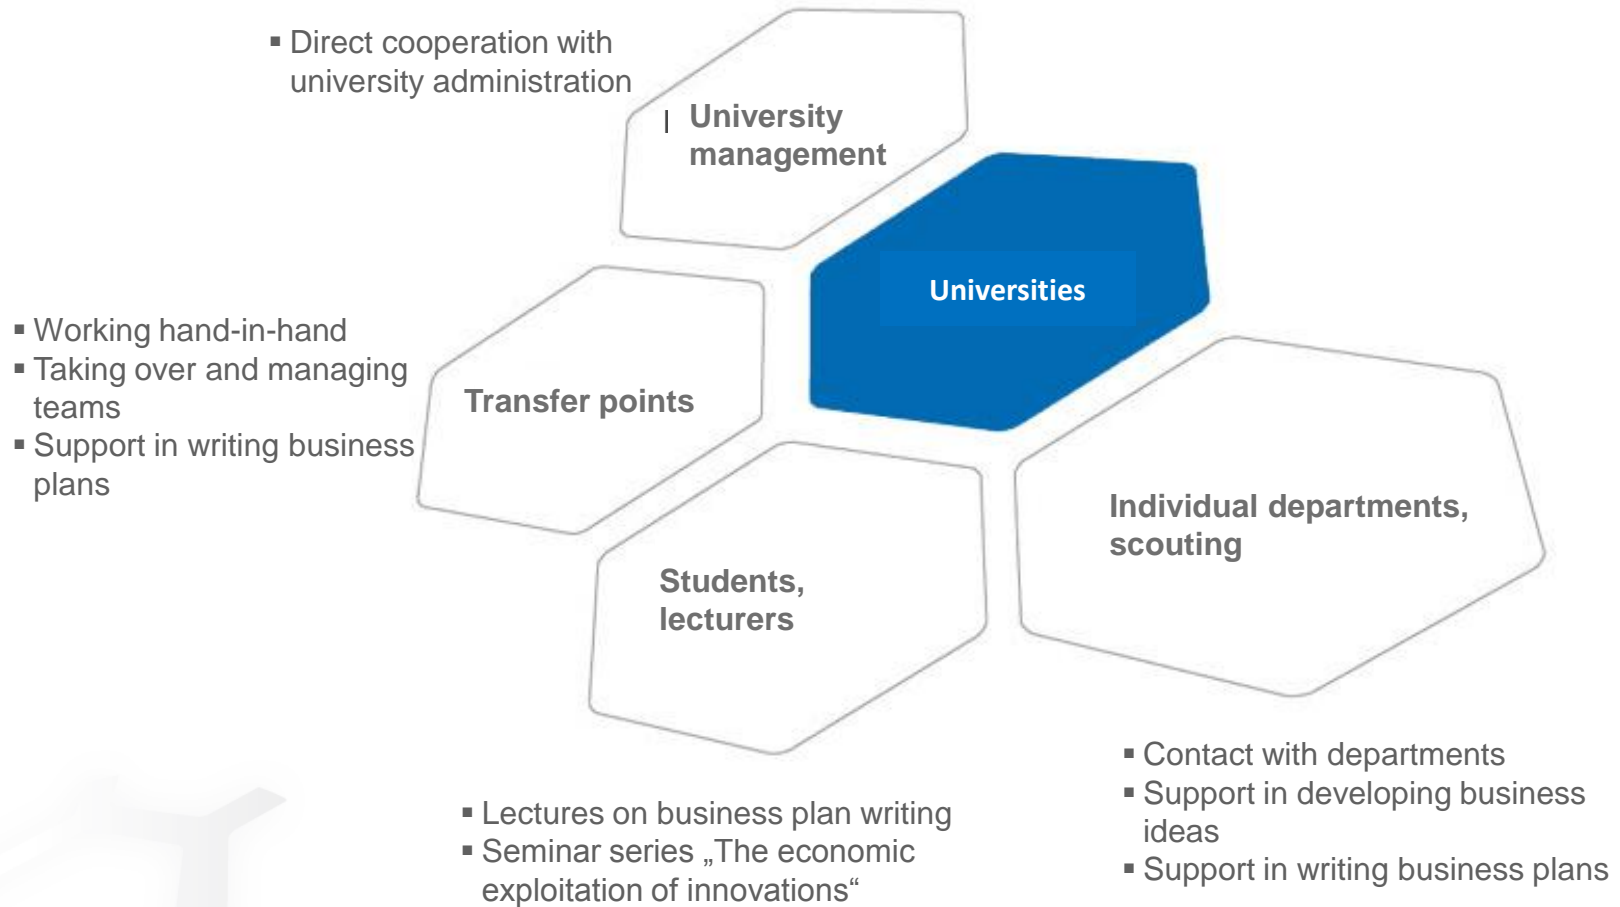 ▪ Direct cooperation with
university administration
| University
management
Universities
▪ Working hand-in-hand
▪ Taking over and managing
teams
▪ Support in writing business
plans
Transfer points
Individual departments,
scouting
Students,
lecturers
▪ Contact with departments
▪ Support in developing business
ideas
▪ Support in writing business plans
▪ Lectures on business plan writing
▪ Seminar series „The economic
exploitation of innovations“